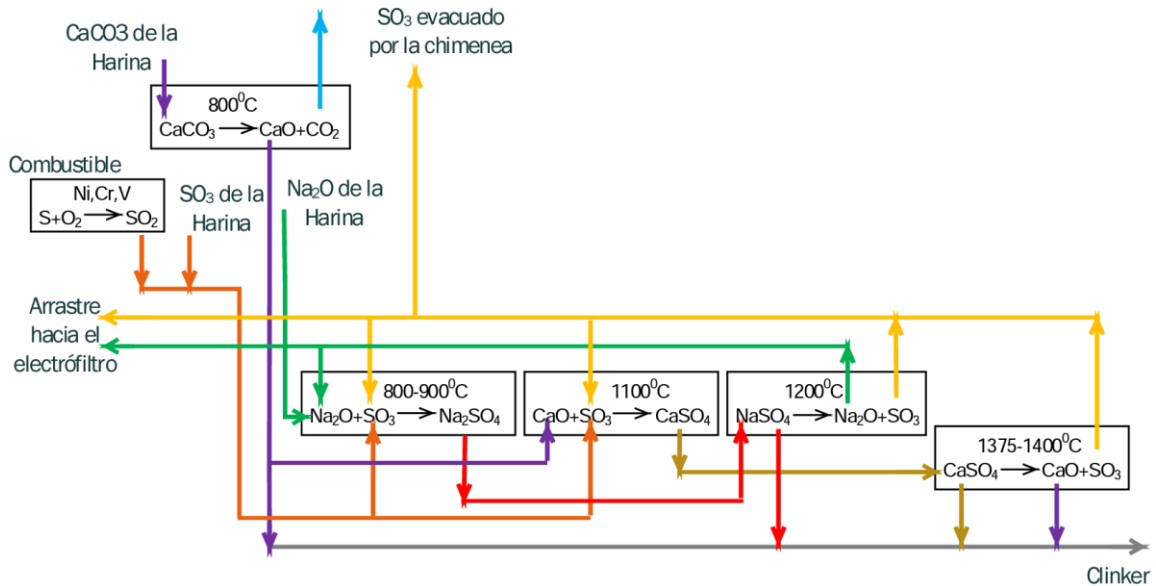 SO₃ evacuado
por la chimenea
CaCO3 de la
Harina
800⁰C
CaCO₃ → CaO+CO₂
Combustible
Ni,Cr,V
S+O₂ → SO₂
SO₃ de la
Harina
Na₂O de la
Harina
Arrastre
hacia el
electrófiltro
800-900⁰C
Na₂O+SO₃ → Na₂SO₄
1100⁰C
CaO+SO₃ → CaSO₄
1200⁰C
NaSO₄ → Na₂O+SO₃
1375-1400⁰C
CaSO₄ → CaO+SO₃
Clinker